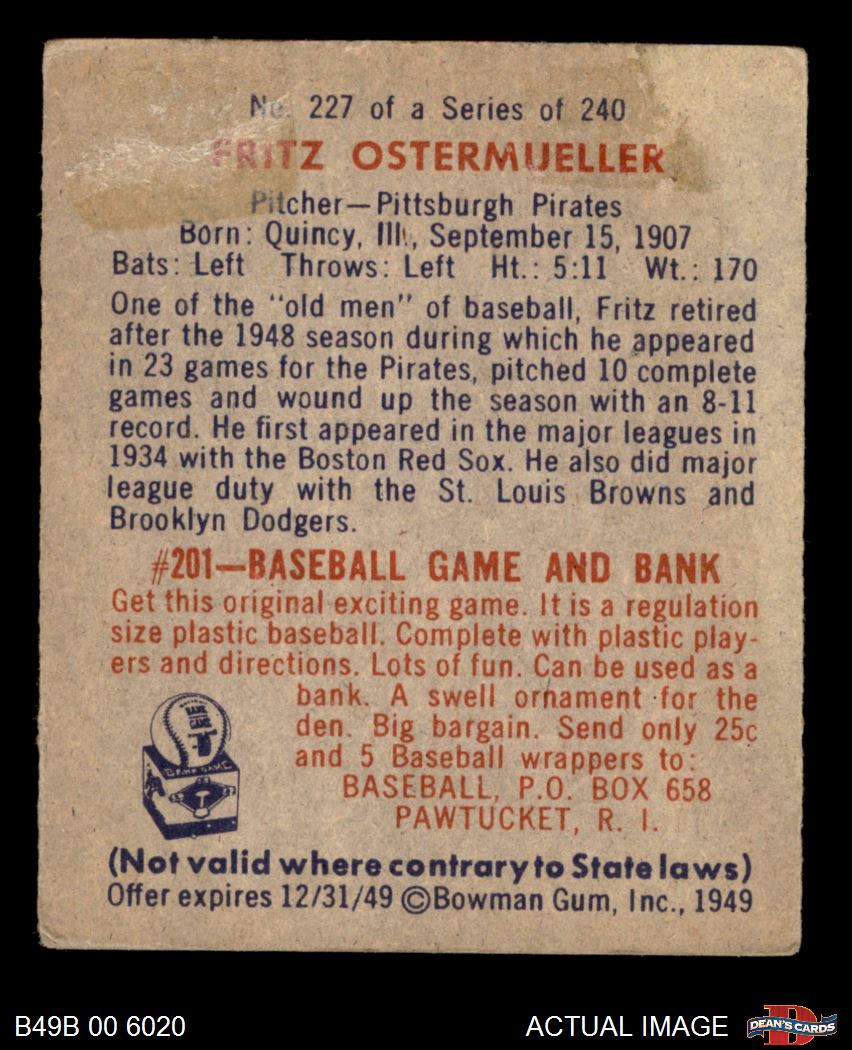 No. 227 of a Series of 240
FRITZ OSTERMUELLER
Pitcher—Pittsburgh Pirates
Born: Quincy, Ill., September 15, 1907
Bats: Left Throws: Left Ht.: 5:11 Wt.: 170
One of the "old men" of baseball, Fritz retired
after the 1948 season during which he appeared
in 23 games for the Pirates, pitched 10 complete
games and wound up the season with an 8-11
record. He first appeared in the major leagues in
1934 with the Boston Red Sox. He also did major
league duty with the St. Louis Browns and
Brooklyn Dodgers.
#201—BASEBALL GAME AND BANK
Get this original exciting game. It is a regulation
size plastic baseball. Complete with plastic play-
ers and directions. Lots of fun. Can be used as a
bank. A swell ornament for the
den. Big bargain. Send only 25c
and 5 Baseball wrappers to:
BASEBALL, P.O. BOX 658
PAWTUCKET, R. I.
BANK
GAME
BANK GAME
(Not valid where contrary to State laws)
Offer expires 12/31/49 ©Bowman Gum, Inc., 1949
B49B 00 6020
ACTUAL IMAGE
DEAN'S CARDS